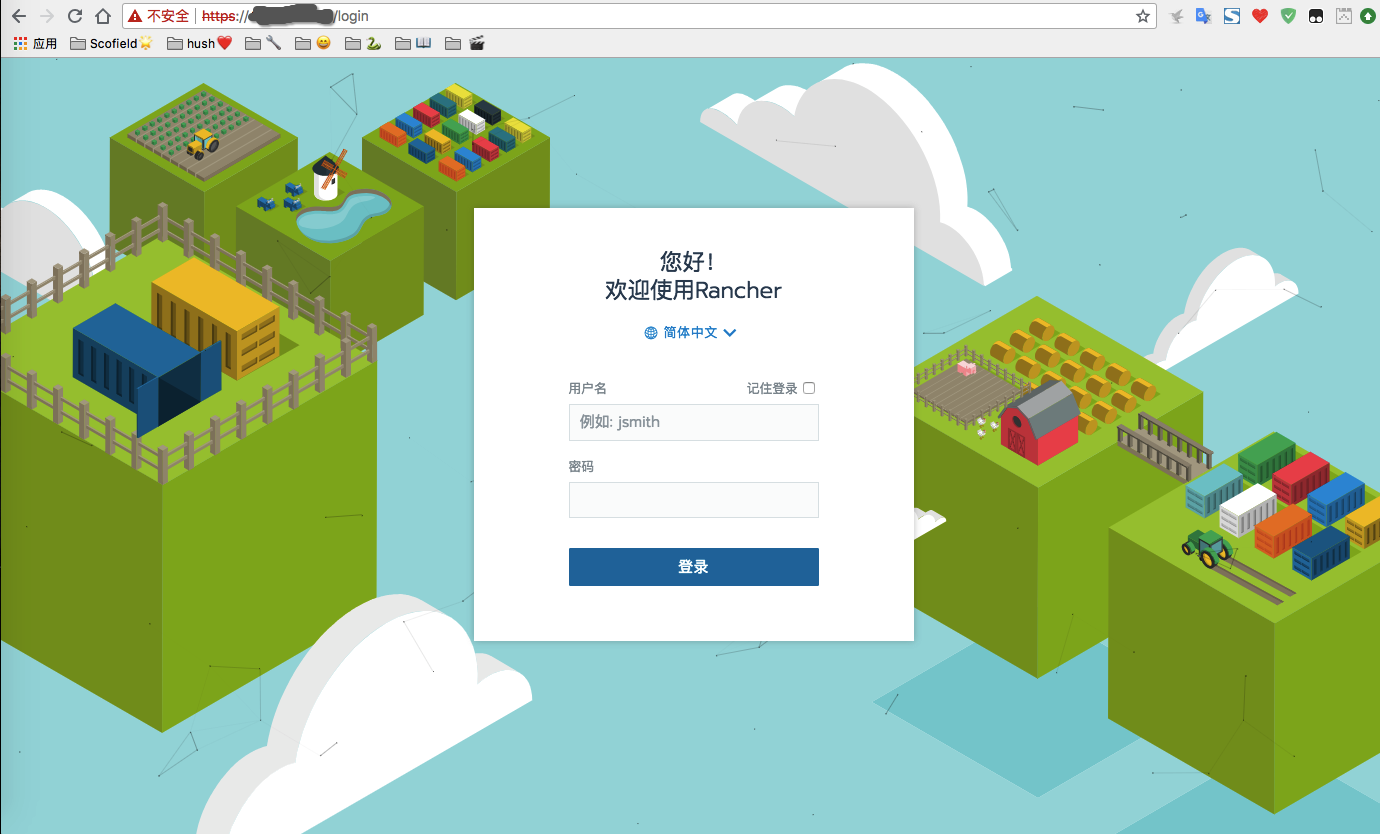 不安全 https:// /login
应用 Scofield hush
您好！
欢迎使用Rancher
简体中文
用户名 记住登录
例如: jsmith
密码
登录